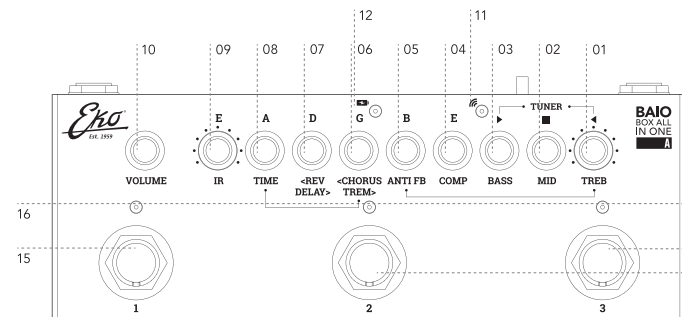 12 11
10 09 08 07 06 05 04 03 02 01
Eko
Est. 1959
E A D G B E TUNER
BAIO
BOX ALL
IN ONE
A
VOLUME IR TIME <REV <CHORUS ANTI FB COMP BASS MID TREB
DELAY> TREM>
16
15
1 2 3